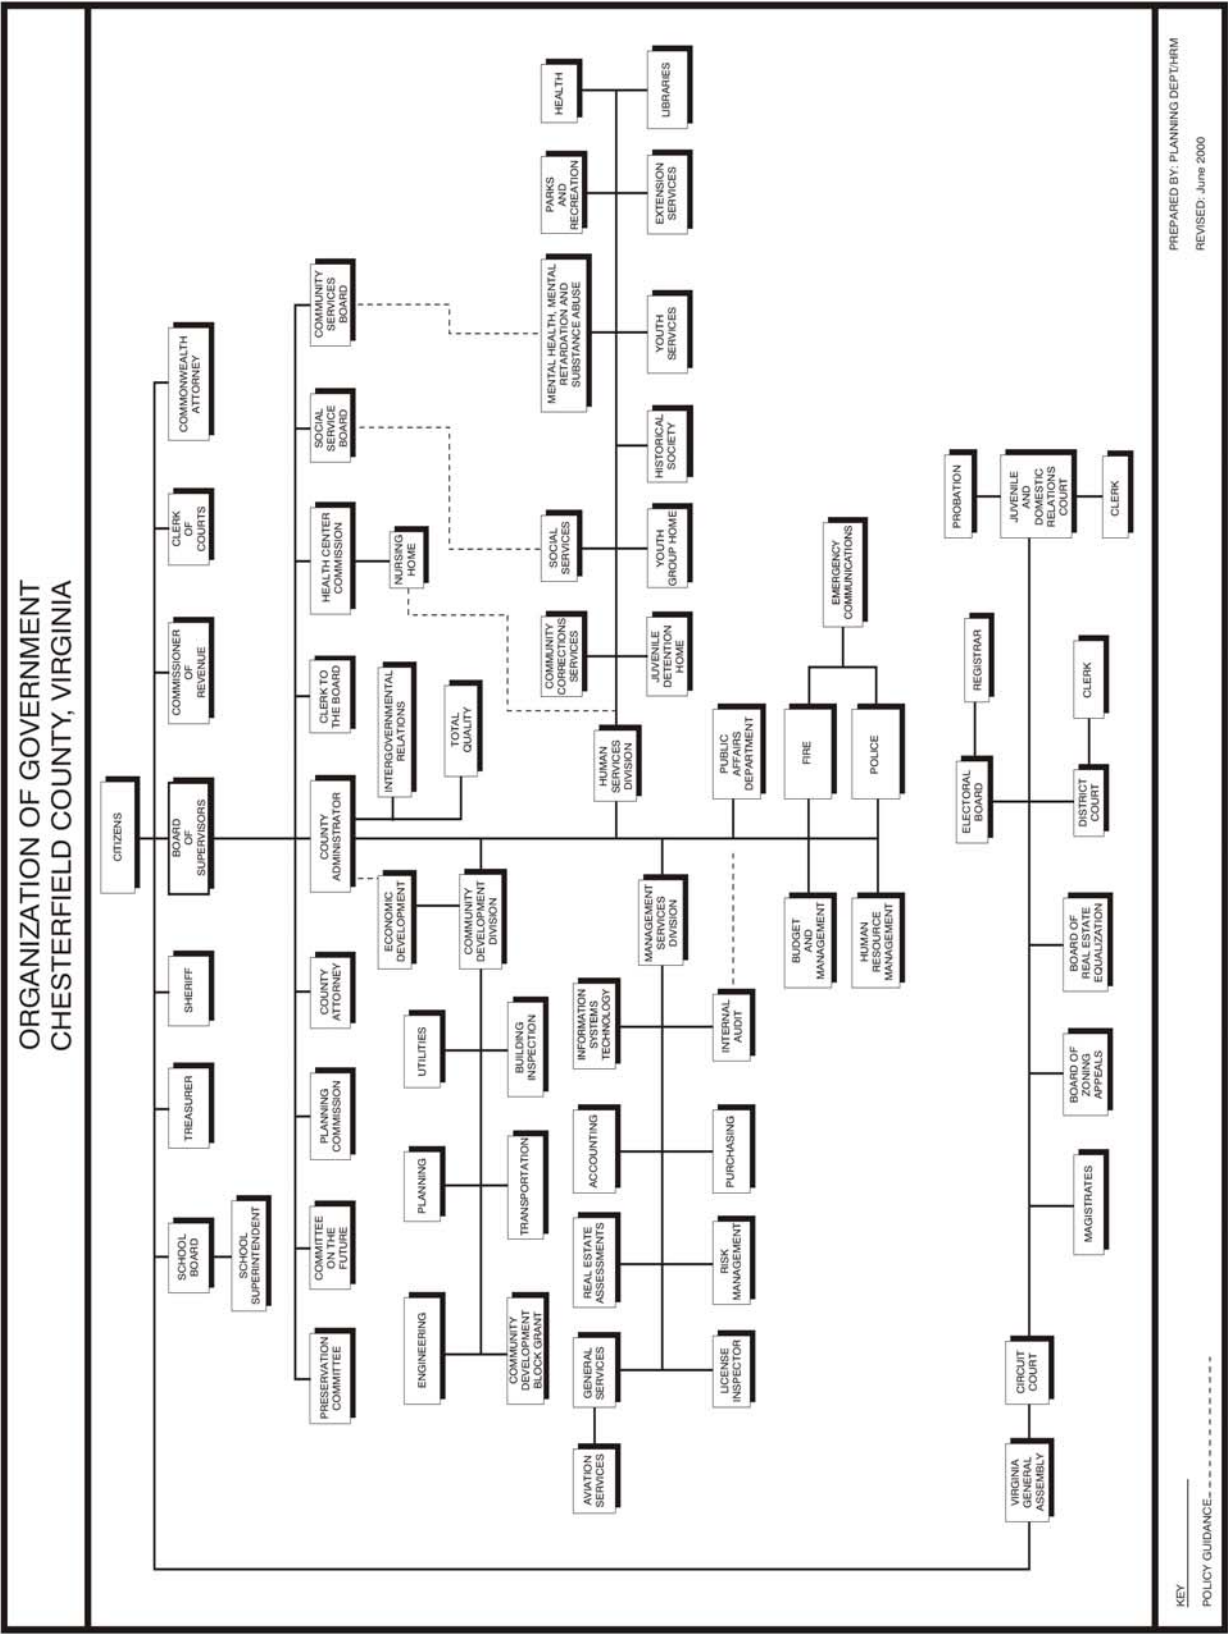 ORGANIZATION OF GOVERNMENT
CHESTERFIELD COUNTY, VIRGINIA
CITIZENS
SCHOOL
BOARD
TREASURER
SHERIFF
BOARD
OF
SUPERVISORS
COMMISSIONER
OF
REVENUE
CLERK
OF
COURTS
COMMONWEALTH
ATTORNEY
SCHOOL
SUPERINTENDENT
PRESERVATION
COMMITTEE
COMMITTEE
ON THE
FUTURE
PLANNING
COMMISSION
COUNTY
ATTORNEY
COUNTY
ADMINISTRATOR
CLERK TO
THE BOARD
HEALTH CENTER
COMMISSION
SOCIAL
SERVICE
BOARD
COMMUNITY
SERVICES
BOARD
ECONOMIC
DEVELOPMENT
INTERGOVERNMENTAL
RELATIONS
NURSING
HOME
ENGINEERING
PLANNING
UTILITIES
COMMUNITY
DEVELOPMENT
DIVISION
TOTAL
QUALITY
COMMUNITY
DEVELOPMENT
BLOCK GRANT
TRANSPORTATION
BUILDING
INSPECTION
COMMUNITY
CORRECTIONS
SERVICES
SOCIAL
SERVICES
MENTAL HEALTH, MENTAL
RETARDATION AND
SUBSTANCE ABUSE
PARKS
AND
RECREATION
HEALTH
AVIATION
SERVICES
GENERAL
SERVICES
REAL ESTATE
ASSESSMENTS
ACCOUNTING
INFORMATION
SYSTEMS
TECHNOLOGY
HUMAN
SERVICES
DIVISION
MANAGEMENT
SERVICES
DIVISION
JUVENILE
DETENTION
HOME
YOUTH
GROUP HOME
HISTORICAL
SOCIETY
YOUTH
SERVICES
EXTENSION
SERVICES
LIBRARIES
LICENSE
INSPECTOR
RISK
MANAGEMENT
PURCHASING
INTERNAL
AUDIT
PUBLIC
AFFAIRS
DEPARTMENT
BUDGET
AND
MANAGEMENT
FIRE
EMERGENCY
COMMUNICATIONS
HUMAN
RESOURCE
MANAGEMENT
POLICE
ELECTORAL
BOARD
REGISTRAR
PROBATION
VIRGINIA
GENERAL
ASSEMBLY
CIRCUIT
COURT
JUVENILE
AND
DOMESTIC
RELATIONS
COURT
MAGISTRATES
BOARD OF
ZONING
APPEALS
BOARD OF
REAL ESTATE
EQUALIZATION
DISTRICT
COURT
CLERK
CLERK
KEY
PREPARED BY: PLANNING DEPT/HRM
POLICY GUIDANCE
REVISED: June 2000